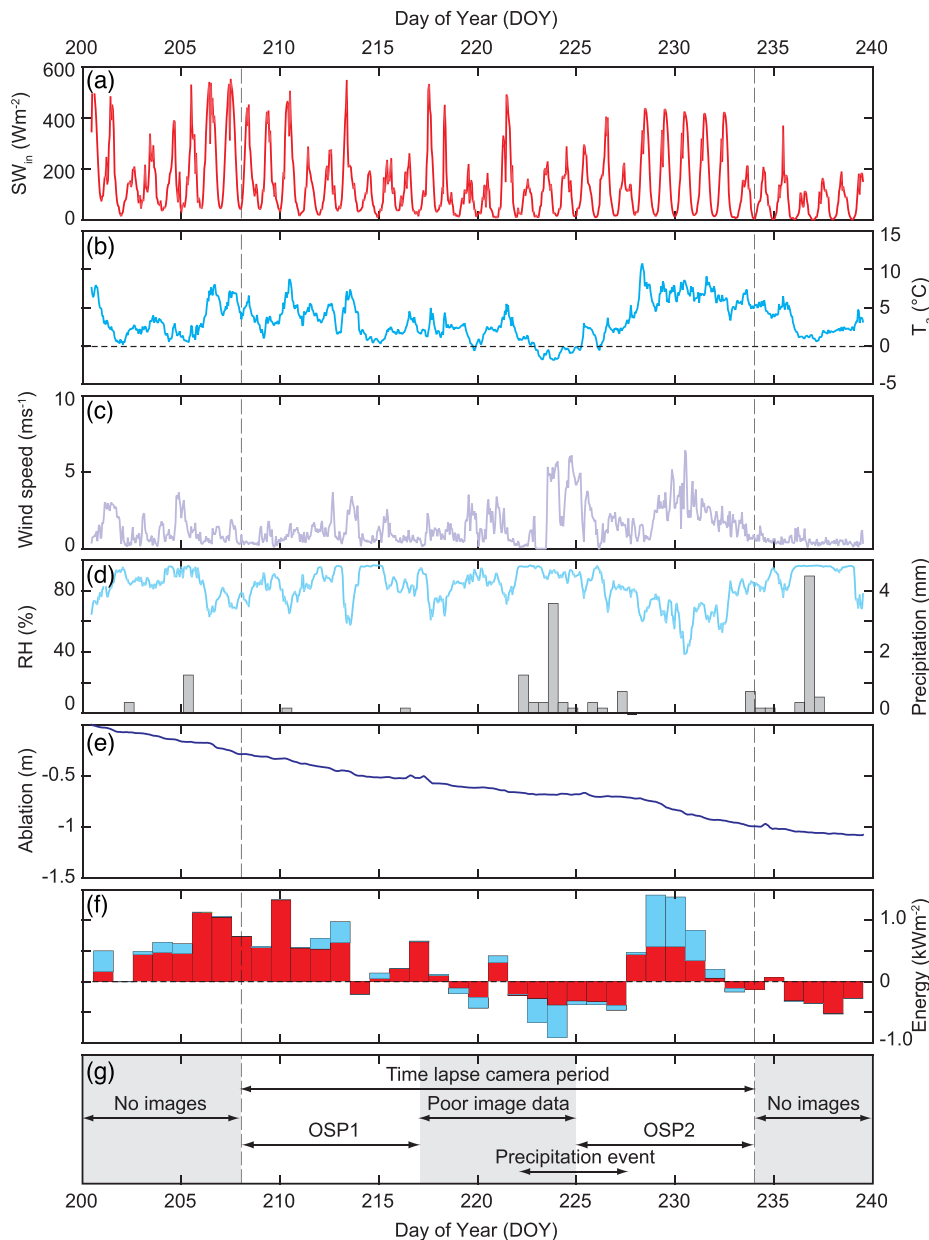 Day of Year (DOY)
200 205 208 210 215 217 220 225 230 234 235 240
(a)
600
400
200
0
SW_in (Wm⁻²)
(b)
15
10
5
0
-5
(°C)
(c)
10
5
0
Wind speed (ms⁻¹)
(d)
80
40
0
RH (%)
4
2
0
Precipitation (mm)
(e)
-0.5
-1
-1.5
Ablation (m)
(f)
1.0
0
-1.0
Energy (kWm⁻²)
(g)
Time lapse camera period
No images Poor image data No images
OSP1 OSP2
Precipitation event
200 205 210 215 220 225 230 235 240
Day of Year (DOY)